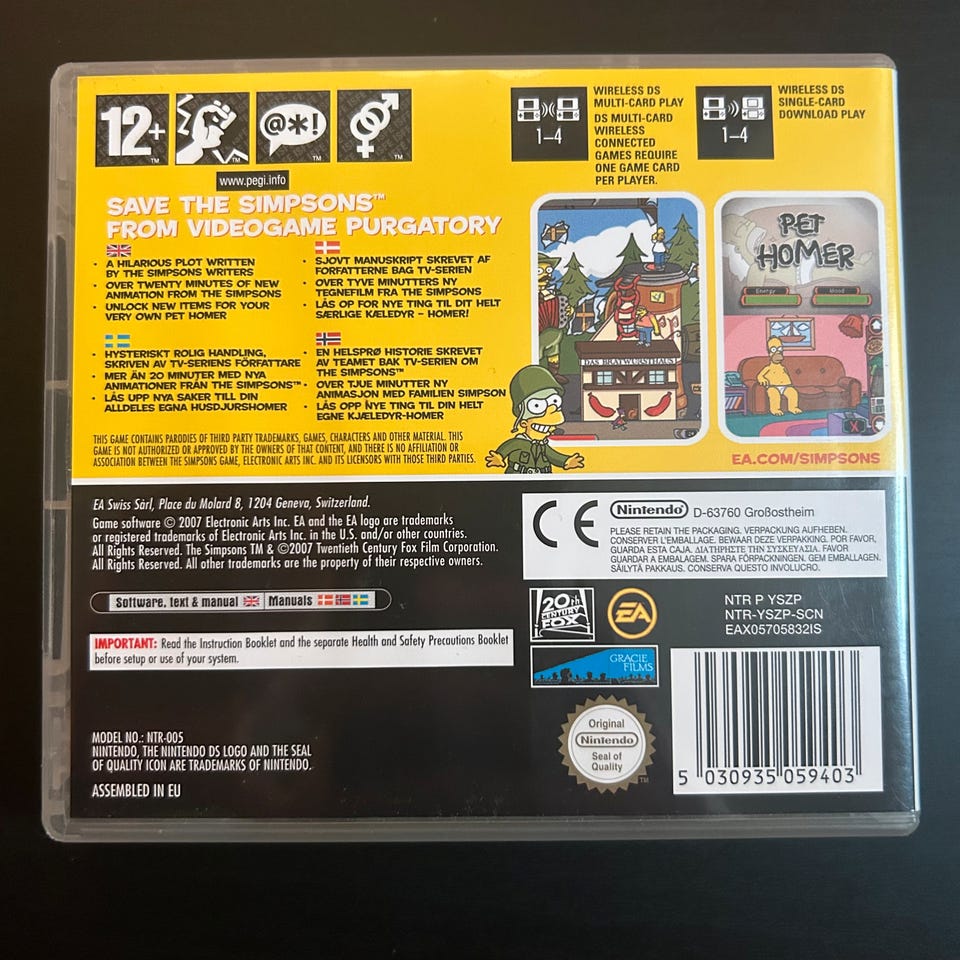 12+
TM
TM
@*!
TM
TM
www.pegi.info
1–4
WIRELESS DS
MULTI-CARD PLAY
DS MULTI-CARD
WIRELESS
CONNECTED
GAMES REQUIRE
ONE GAME CARD
PER PLAYER.
1–4
WIRELESS DS
SINGLE-CARD
DOWNLOAD PLAY
SAVE THE SIMPSONS™
FROM VIDEOGAME PURGATORY
• A HILARIOUS PLOT WRITTEN
BY THE SIMPSONS WRITERS
• OVER TWENTY MINUTES OF NEW
ANIMATION FROM THE SIMPSONS
• UNLOCK NEW ITEMS FOR YOUR
VERY OWN PET HOMER
• SJOVT MANUSKRIPT SKREVET AF
FORFATTERNE BAG TV-SERIEN
• OVER TYVE MINUTTERS NY
TEGNEFILM FRA THE SIMPSONS
• LÅS OP FOR NYE TING TIL DIT HELT
SÆRLIGE KÆLEDYR – HOMER!
• HYSTERISKT ROLIG HANDLING,
SKRIVEN AV TV-SERIENS FÖRFATTARE
• MER ÄN 20 MINUTER MED NYA
ANIMATIONER FRÅN THE SIMPSONS™
• LÅS UPP NYA SAKER TILL DIN
ALLDELES EGNA HUSDJURSHOMER
• EN HELSPRØ HISTORIE SKREVET
AV TEAMET BAK TV-SERIEN OM
THE SIMPSONS™
• OVER TJUE MINUTTER NY
ANIMASJON MED FAMILIEN SIMPSON
• LÅS OPP NYE TING TIL DIN HELT
EGNE KJÆLEDYR-HOMER
DAS BRATWURSTHAUS
PET
HOMER
Energy
Mood
X
THIS GAME CONTAINS PARODIES OF THIRD PARTY TRADEMARKS, GAMES, CHARACTERS AND OTHER MATERIAL. THIS
GAME IS NOT AUTHORIZED OR APPROVED BY THE OWNERS OF THAT CONTENT, AND THERE IS NO AFFILIATION OR
ASSOCIATION BETWEEN THE SIMPSONS GAME, ELECTRONIC ARTS INC. AND ITS LICENSORS WITH THOSE THIRD PARTIES.
EA.COM/SIMPSONS
EA Swiss Sàrl, Place du Molard 8, 1204 Geneva, Switzerland.
Game software © 2007 Electronic Arts Inc. EA and the EA logo are trademarks
or registered trademarks of Electronic Arts Inc. in the U.S. and/or other countries.
All Rights Reserved. The Simpsons TM & ©2007 Twentieth Century Fox Film Corporation.
All Rights Reserved. All other trademarks are the property of their respective owners.
CE
Nintendo® D-63760 Großostheim
PLEASE RETAIN THE PACKAGING. VERPACKUNG AUFHEBEN.
CONSERVER L'EMBALLAGE. BEWAAR DEZE VERPAKKING. POR FAVOR,
GUARDA ESTA CAJA. ΔΙΑΤΗΡΗΣΤΕ ΤΗΝ ΣΥΣΚΕΥΑΣΙΑ. FAVOR
GUARDAR A EMBALAGEM. SPARA FÖRPACKNINGEN. GEM EMBALLAGEN.
SÄILYTÄ PAKKAUS. CONSERVA QUESTO INVOLUCRO.
Software, text & manual
Manuals
20th
CENTURY
FOX
EA
NTR P YSZP
NTR-YSZP-SCN
EAX05705832IS
IMPORTANT: Read the Instruction Booklet and the separate Health and Safety Precautions Booklet
before setup or use of your system.
GRACIE
FILMS
Original
Nintendo
Seal of
Quality
TM
MODEL NO.: NTR-005
NINTENDO, THE NINTENDO DS LOGO AND THE SEAL
OF QUALITY ICON ARE TRADEMARKS OF NINTENDO.
ASSEMBLED IN EU
5 030935 059403